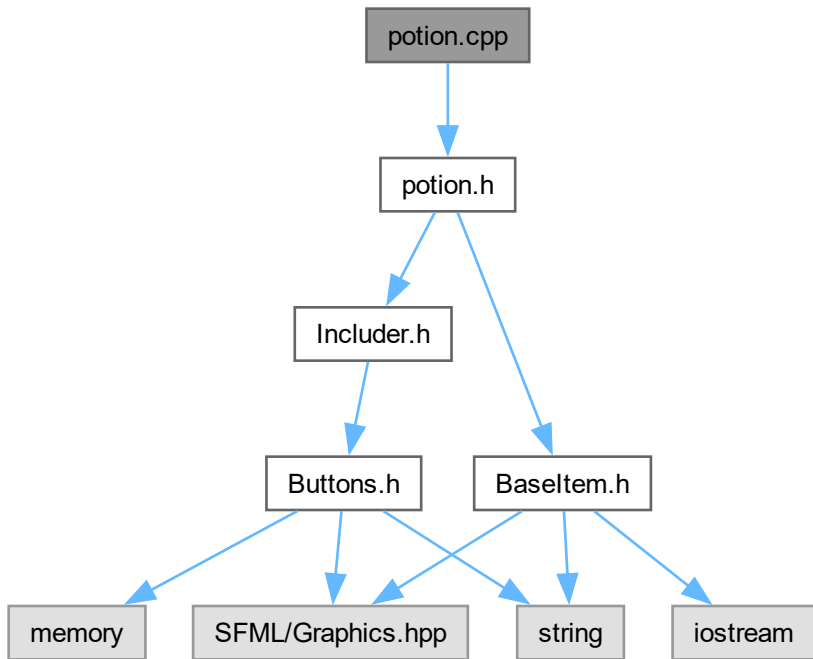 potion.cpp
potion.h
Includer.h
Buttons.h
BaseItem.h
memory
SFML/Graphics.hpp
string
iostream